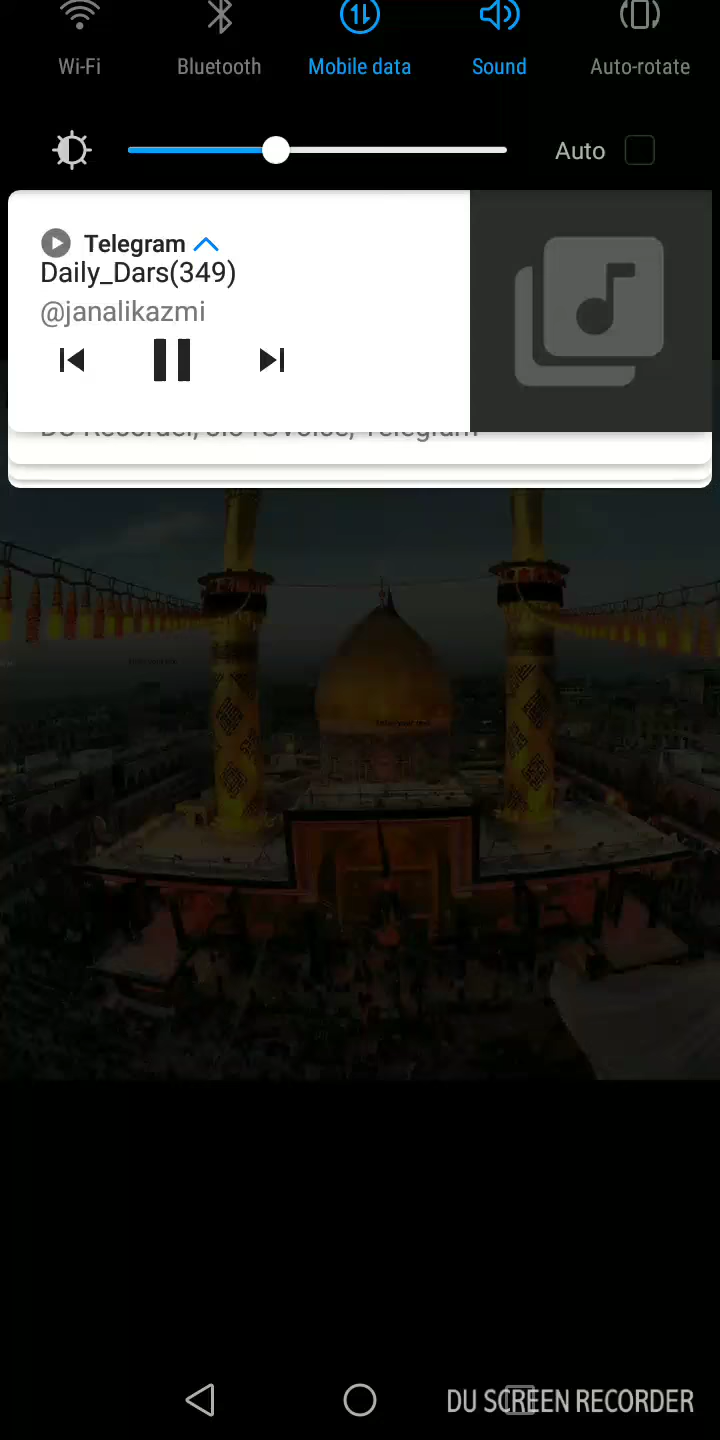 Wi-Fi
Bluetooth
Mobile data
Sound
Auto-rotate
Auto
Telegram
Daily_Dars(349)
@janalikazmi
DU SCREEN RECORDER